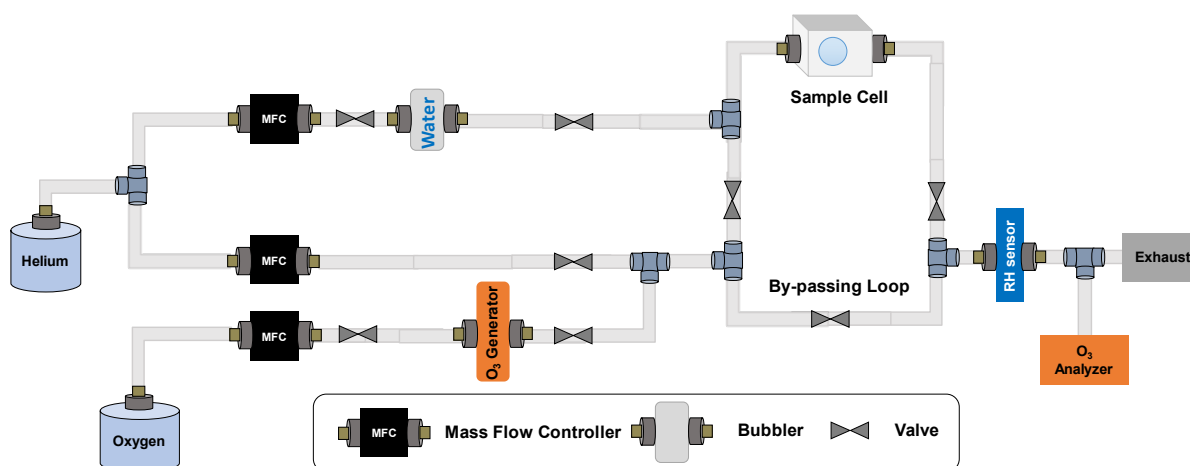 Sample Cell
MFC
Water
Helium
MFC
RH sensor
Exhaust
By-passing Loop
MFC
O₃ Generator
O₃
Analyzer
Oxygen
MFC
Mass Flow Controller
Bubbler
Valve